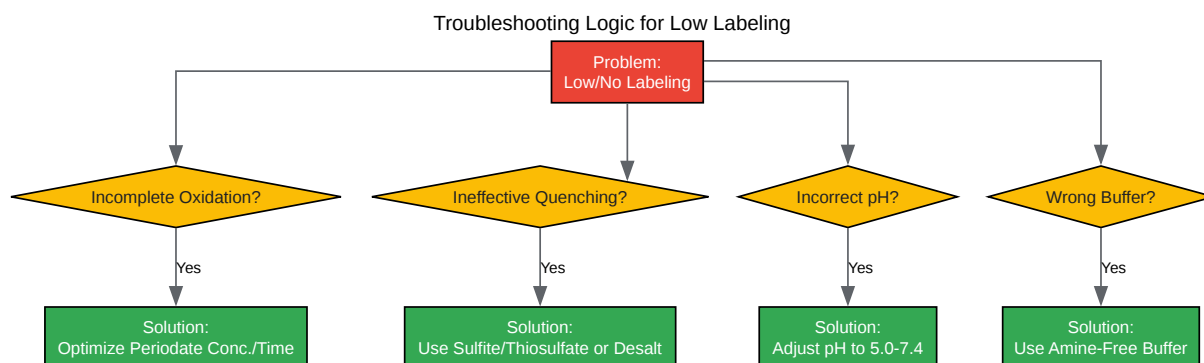 Troubleshooting Logic for Low Labeling
Problem:
Low/No Labeling
Incomplete Oxidation?
Ineffective Quenching?
Incorrect pH?
Wrong Buffer?
Yes
Yes
Yes
Yes
Solution:
Optimize Periodate Conc./Time
Solution:
Use Sulfite/Thiosulfate or Desalt
Solution:
Adjust pH to 5.0-7.4
Solution:
Use Amine-Free Buffer